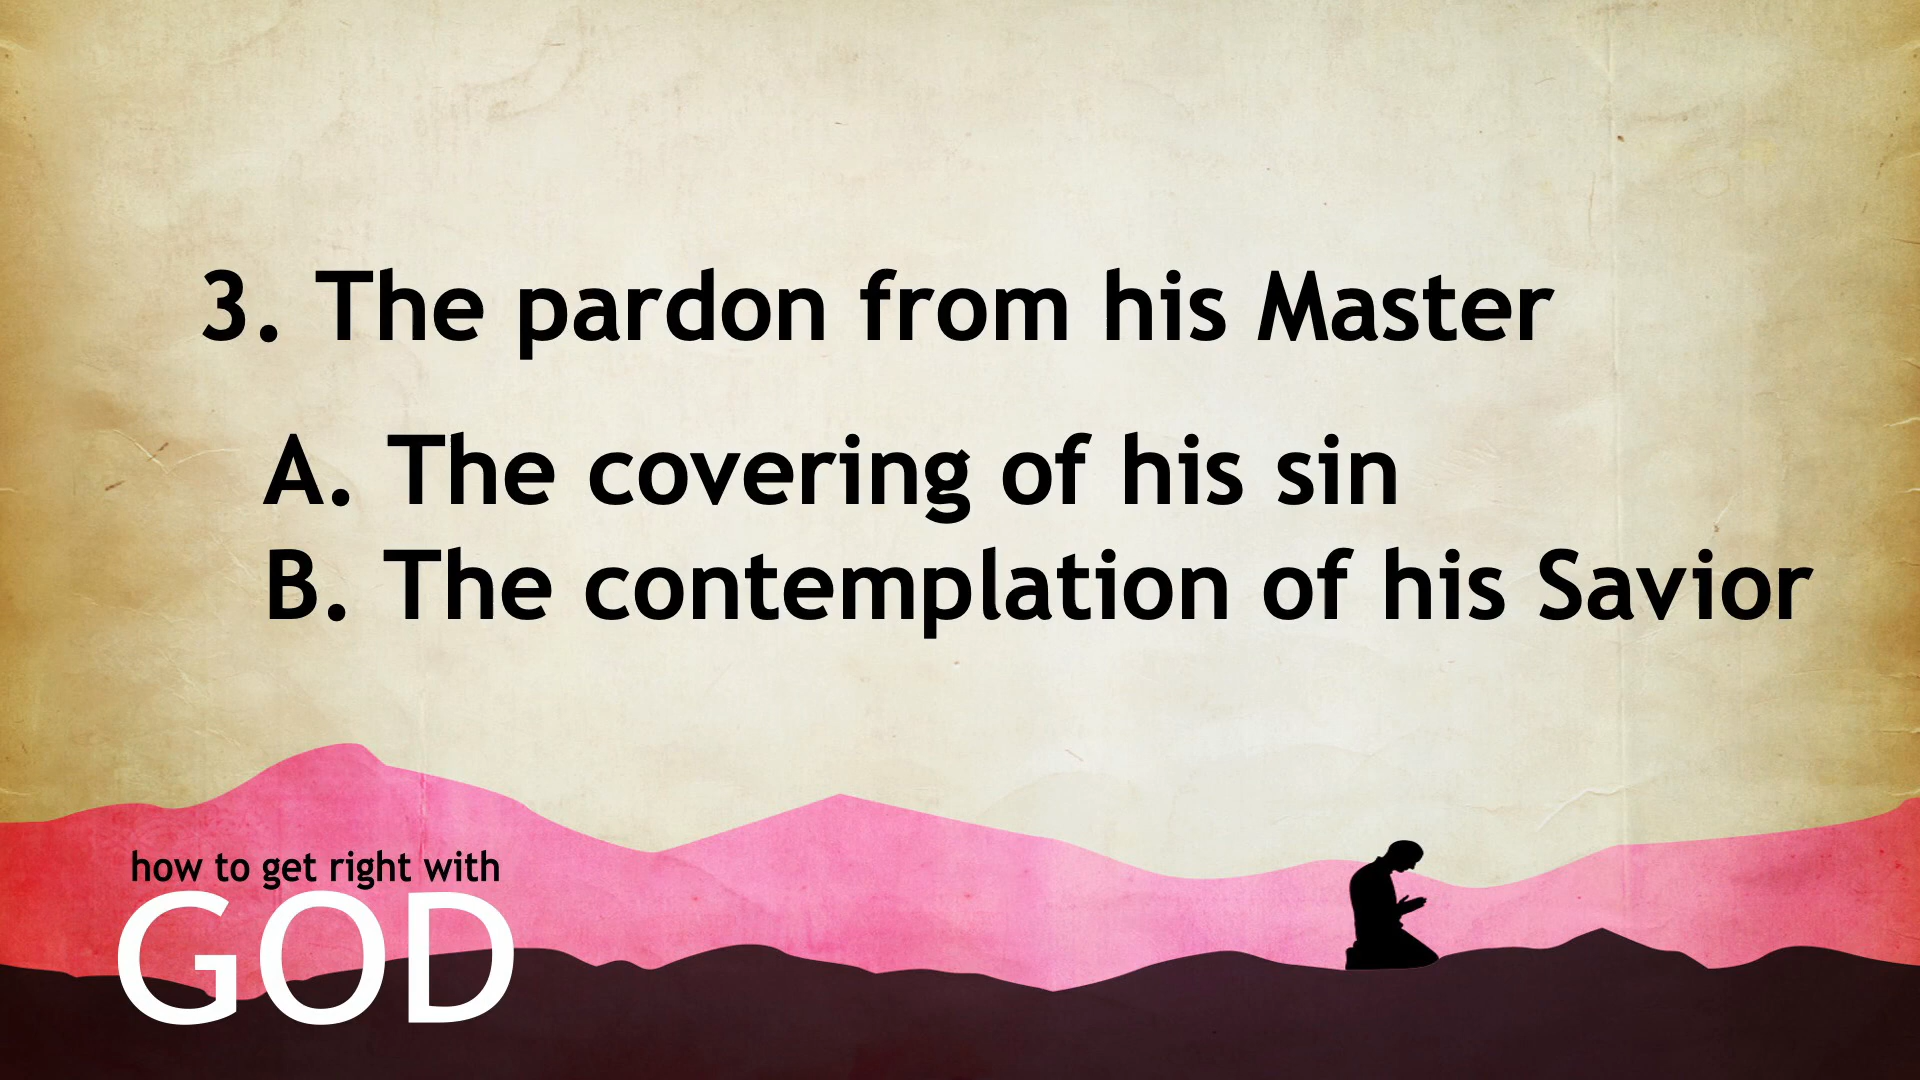 3. The pardon from his Master
A. The covering of his sin
B. The contemplation of his Savior
how to get right with
GOD